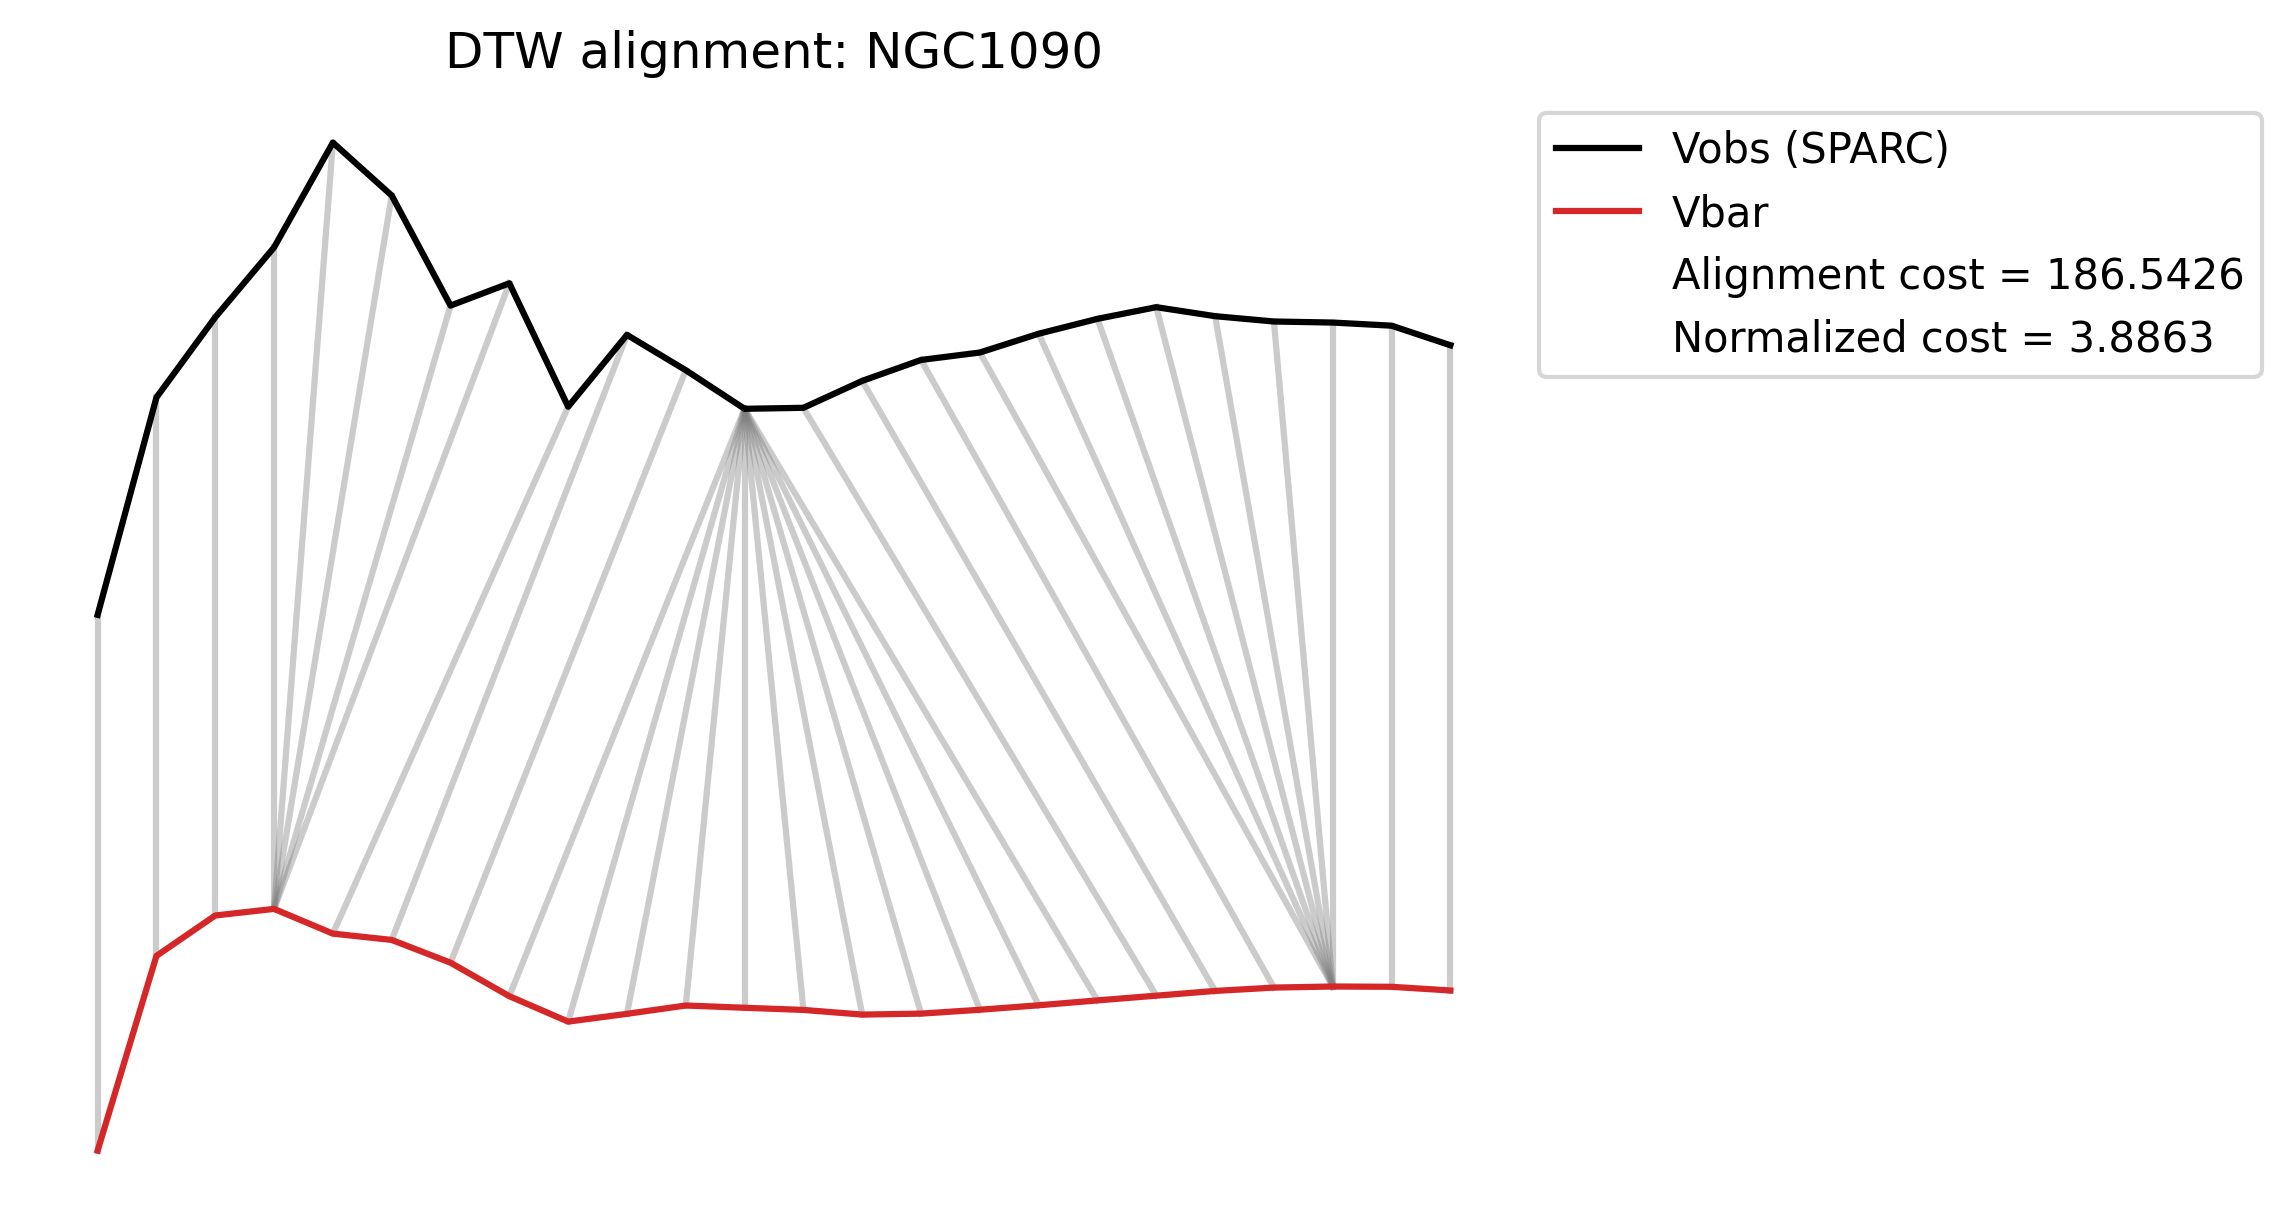 DTW alignment: NGC1090
Vobs (SPARC)
Vbar
Alignment cost = 186.5426
Normalized cost = 3.8863